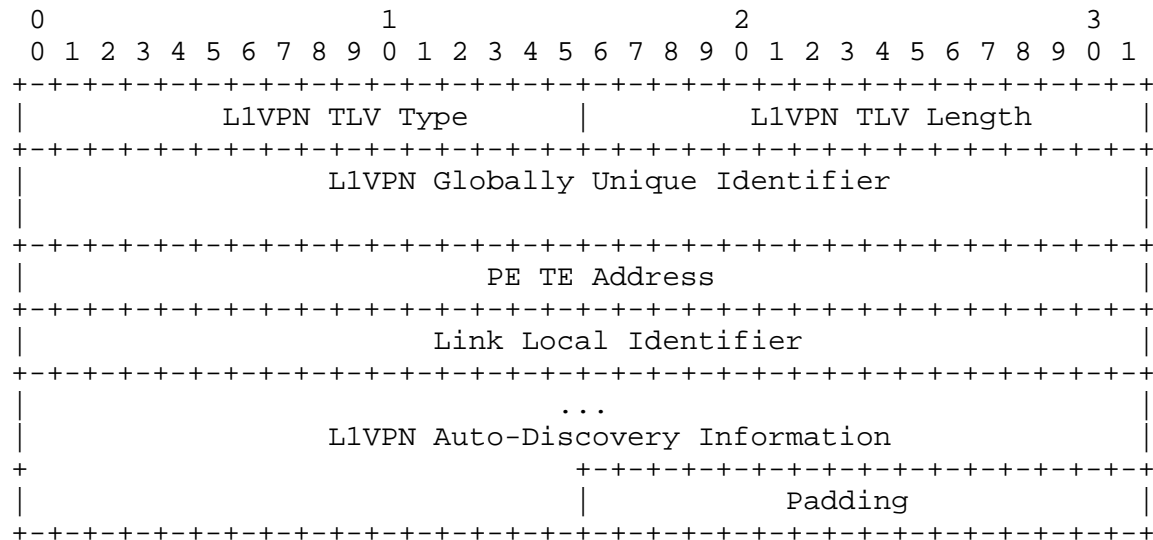 0                   1                   2                   3
 0 1 2 3 4 5 6 7 8 9 0 1 2 3 4 5 6 7 8 9 0 1 2 3 4 5 6 7 8 9 0 1
+-+-+-+-+-+-+-+-+-+-+-+-+-+-+-+-+-+-+-+-+-+-+-+-+-+-+-+-+-+-+-+-+
|           L1VPN TLV Type      |         L1VPN TLV Length      |
+-+-+-+-+-+-+-+-+-+-+-+-+-+-+-+-+-+-+-+-+-+-+-+-+-+-+-+-+-+-+-+-+
|                 L1VPN Globally Unique Identifier              |
|                                                               |
+-+-+-+-+-+-+-+-+-+-+-+-+-+-+-+-+-+-+-+-+-+-+-+-+-+-+-+-+-+-+-+-+
|                          PE TE Address                        |
+-+-+-+-+-+-+-+-+-+-+-+-+-+-+-+-+-+-+-+-+-+-+-+-+-+-+-+-+-+-+-+-+
|                       Link Local Identifier                   |
+-+-+-+-+-+-+-+-+-+-+-+-+-+-+-+-+-+-+-+-+-+-+-+-+-+-+-+-+-+-+-+-+
|                              ...                              |
|                 L1VPN Auto-Discovery Information              |
+                               +-+-+-+-+-+-+-+-+-+-+-+-+-+-+-+-+
|                               |           Padding             |
+-+-+-+-+-+-+-+-+-+-+-+-+-+-+-+-+-+-+-+-+-+-+-+-+-+-+-+-+-+-+-+-+